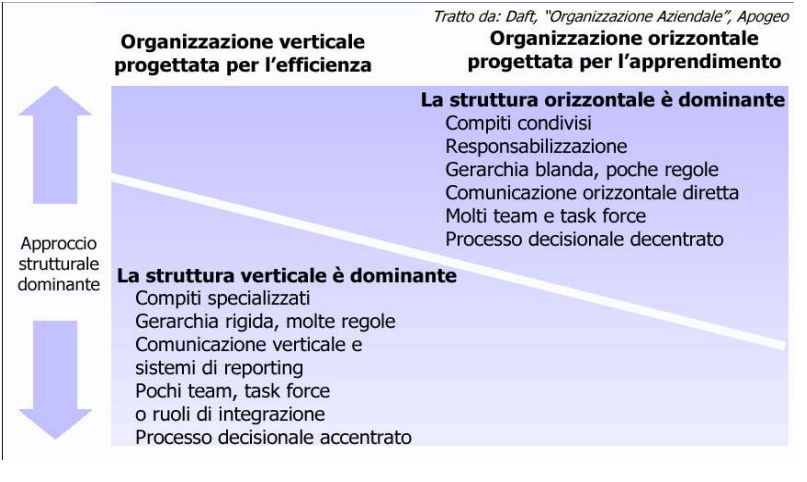 Tratto da: Daft, “Organizzazione Aziendale”, Apogeo
Organizzazione verticale
progettata per l’efficienza
Organizzazione orizzontale
progettata per l’apprendimento
La struttura orizzontale è dominante
Compiti condivisi
Responsabilizzazione
Gerarchia blanda, poche regole
Comunicazione orizzontale diretta
Molti team e task force
Processo decisionale decentrato
Approccio
strutturale
dominante
La struttura verticale è dominante
Compiti specializzati
Gerarchia rigida, molte regole
Comunicazione verticale e
sistemi di reporting
Pochi team, task force
o ruoli di integrazione
Processo decisionale accentrato